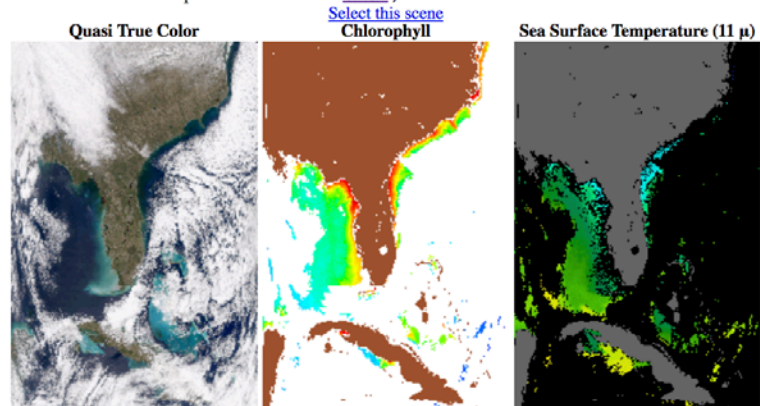 Select this scene
Quasi True Color
Chlorophyll
Sea Surface Temperature (11 μ)